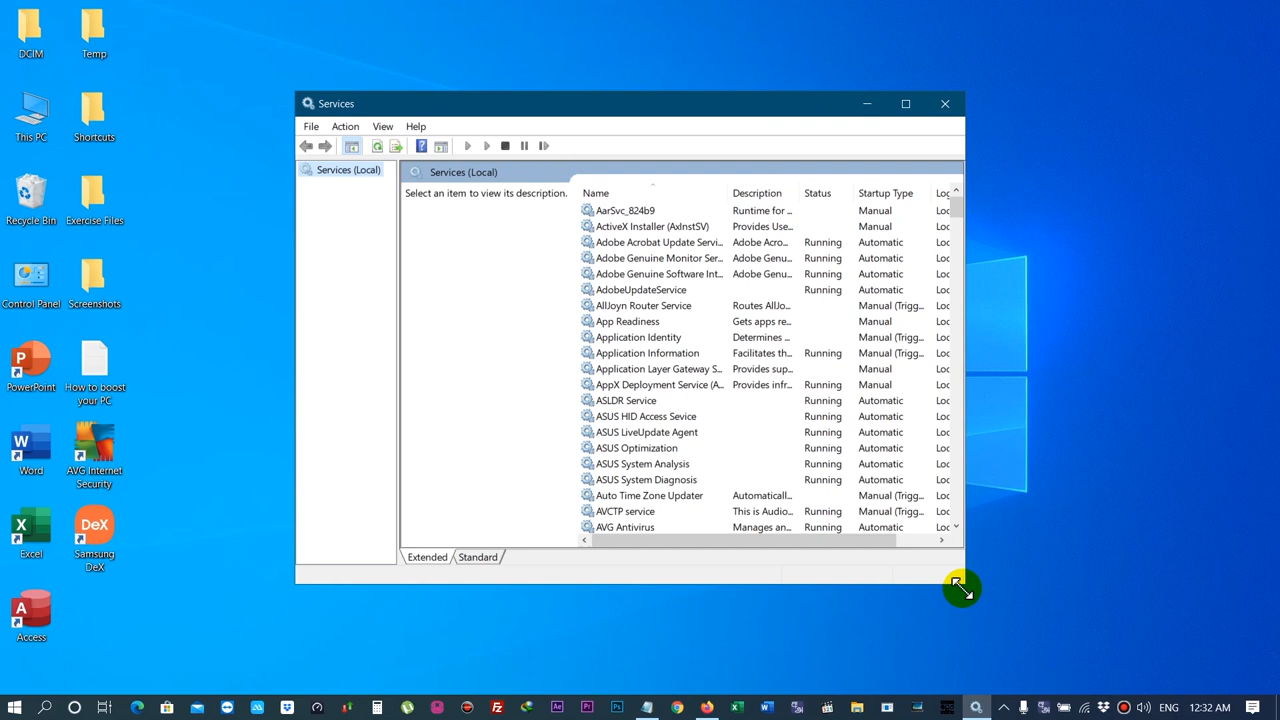 DCIM
Temp
This PC
Shortcuts
Recycle Bin
Exercise Files
Control Panel
Screenshots
PowerPoint
How to boost
your PC
Word
AVG Internet
Security
Excel
Samsung
DeX
Access
Services
File Action View Help
Services (Local)
Services (Local)
Select an item to view its description.
Name Description Status Startup Type Log
AarSvc_824b9 Runtime for ... Manual Loc
ActiveX Installer (AxInstSV) Provides Use... Manual Loc
Adobe Acrobat Update Servi... Adobe Acro... Running Automatic Loc
Adobe Genuine Monitor Ser... Adobe Genu... Running Automatic Loc
Adobe Genuine Software Int... Adobe Genu... Running Automatic Loc
AdobeUpdateService Running Automatic Loc
AllJoyn Router Service Routes AllJo... Manual (Trigg... Loc
App Readiness Gets apps re... Manual Loc
Application Identity Determines ... Manual (Trigg... Loc
Application Information Facilitates th... Running Manual (Trigg... Loc
Application Layer Gateway S... Provides sup... Manual Loc
AppX Deployment Service (A... Provides infr... Running Manual Loc
ASLDR Service Running Automatic Loc
ASUS HID Access Sevice Running Automatic Loc
ASUS LiveUpdate Agent Running Automatic Loc
ASUS Optimization Running Automatic Loc
ASUS System Analysis Running Automatic Loc
ASUS System Diagnosis Running Automatic Loc
Auto Time Zone Updater Automaticall... Manual (Trigg... Loc
AVCTP service This is Audio... Running Manual (Trigg... Loc
AVG Antivirus Manages an... Running Automatic Loc
Extended Standard
ENG 12:32 AM